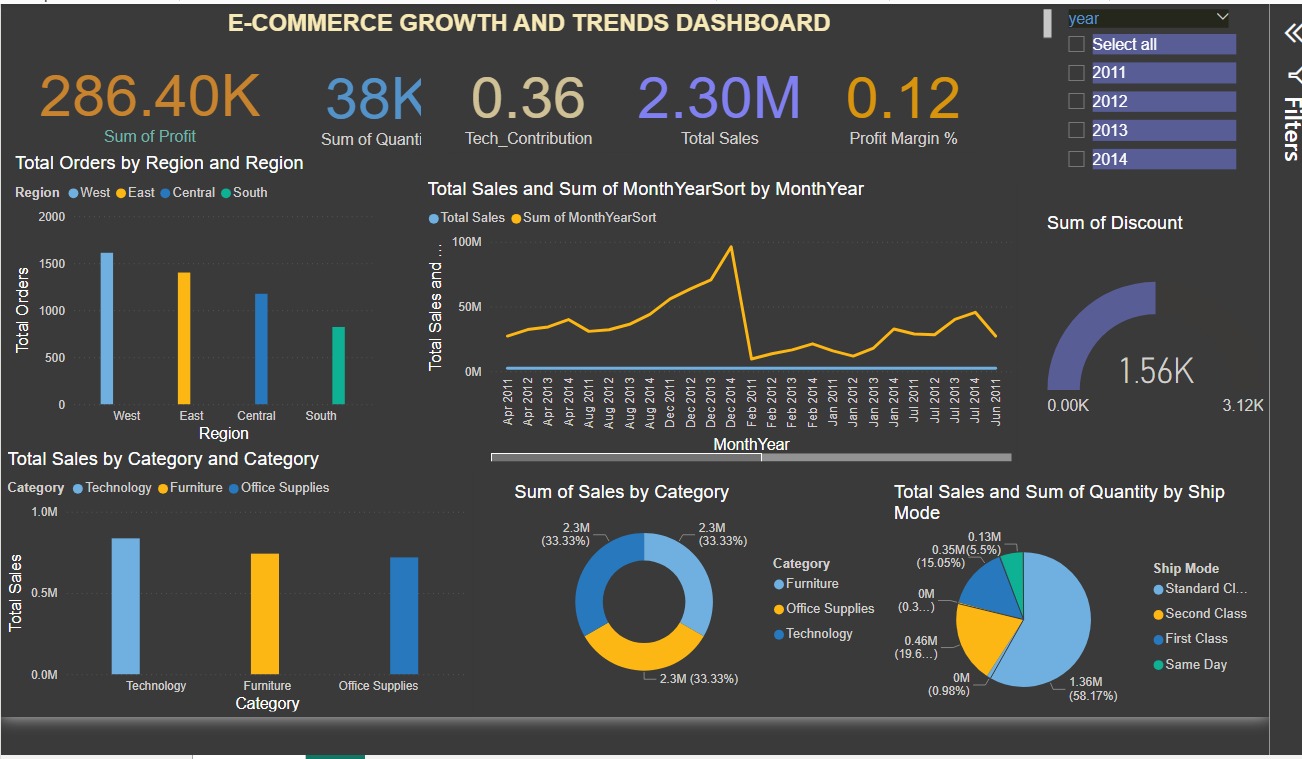 E-COMMERCE GROWTH AND TRENDS DASHBOARD
year
Select all
2011
2012
2013
2014
Filters
286.40K
Sum of Profit
38K
Sum of Quanti
0.36
Tech_Contribution
2.30M
Total Sales
0.12
Profit Margin %
Total Orders by Region and Region
Region West East Central South
2000
1500
1000
500
0
Total Orders
West East Central South
Region
Total Sales and Sum of MonthYearSort by MonthYear
Total Sales Sum of MonthYearSort
100M
50M
0M
Total Sales and ...
Apr 2011
Apr 2012
Apr 2013
Apr 2014
Aug 2011
Aug 2012
Aug 2013
Aug 2014
Dec 2011
Dec 2012
Dec 2013
Dec 2014
Feb 2011
Feb 2012
Feb 2013
Feb 2014
Jan 2011
Jan 2012
Jan 2013
Jan 2014
Jul 2011
Jul 2012
Jul 2013
Jul 2014
Jun 2011
MonthYear
Sum of Discount
1.56K
0.00K
3.12K
Total Sales by Category and Category
Category Technology Furniture Office Supplies
1.0M
0.5M
0.0M
Total Sales
Technology Furniture Office Supplies
Category
Sum of Sales by Category
2.3M
(33.33%)
2.3M
(33.33%)
2.3M (33.33%)
Category
Furniture
Office Supplies
Technology
Total Sales and Sum of Quantity by Ship
Mode
0.13M
(5.5%)
0.35M
(15.05%)
0M
(0.3...)
0.46M
(19.6...)
0M
(0.98%)
1.36M
(58.17%)
Ship Mode
Standard Cl...
Second Class
First Class
Same Day